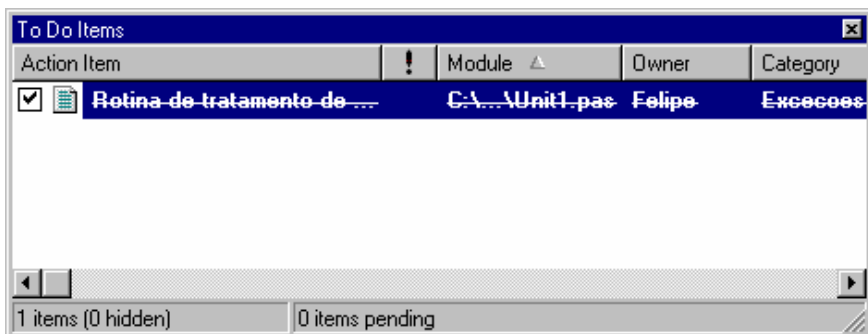 To Do Items
Action Item ! Module Owner Category
Rotina de tratamento de ... C:\...\Unit1.pas Felipe Excecoes
1 items (0 hidden) 0 items pending